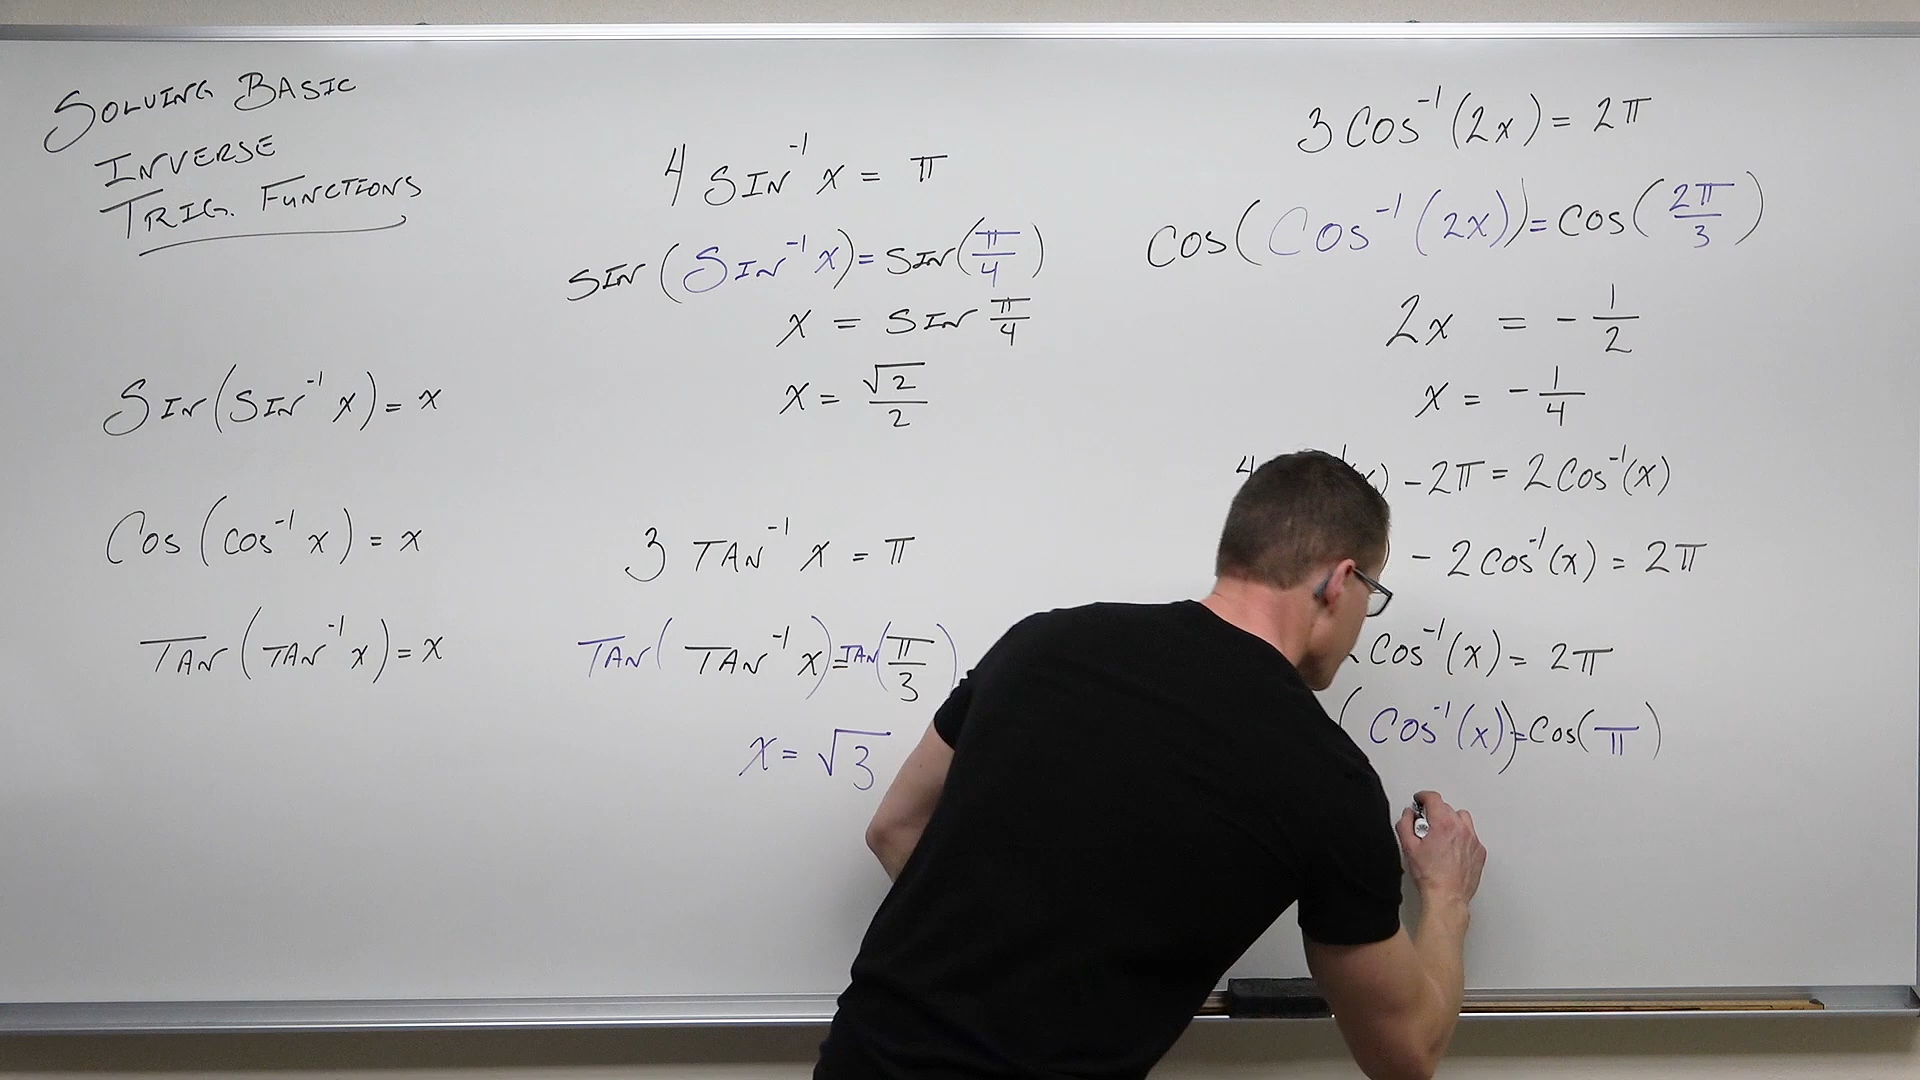 SOLVING BASIC
INVERSE
TRIG. FUNCTIONS
SIN(SIN⁻¹ x) = x
COS(COS⁻¹ x) = x
TAN(TAN⁻¹ x) = x
4 SIN⁻¹ x = π
SIN(SIN⁻¹ x) = SIN(π/4)
x = SIN π/4
x = √2/2
3 TAN⁻¹ x = π
TAN(TAN⁻¹ x) = TAN(π/3)
x = √3
3 COS⁻¹(2x) = 2π
COS(COS⁻¹(2x)) = COS(2π/3)
2x = -1/2
x = -1/4
4 x) - 2π = 2 COS⁻¹(x)
) - 2 COS⁻¹(x) = 2π
COS⁻¹(x) = 2π
(COS⁻¹(x)) = COS(π)